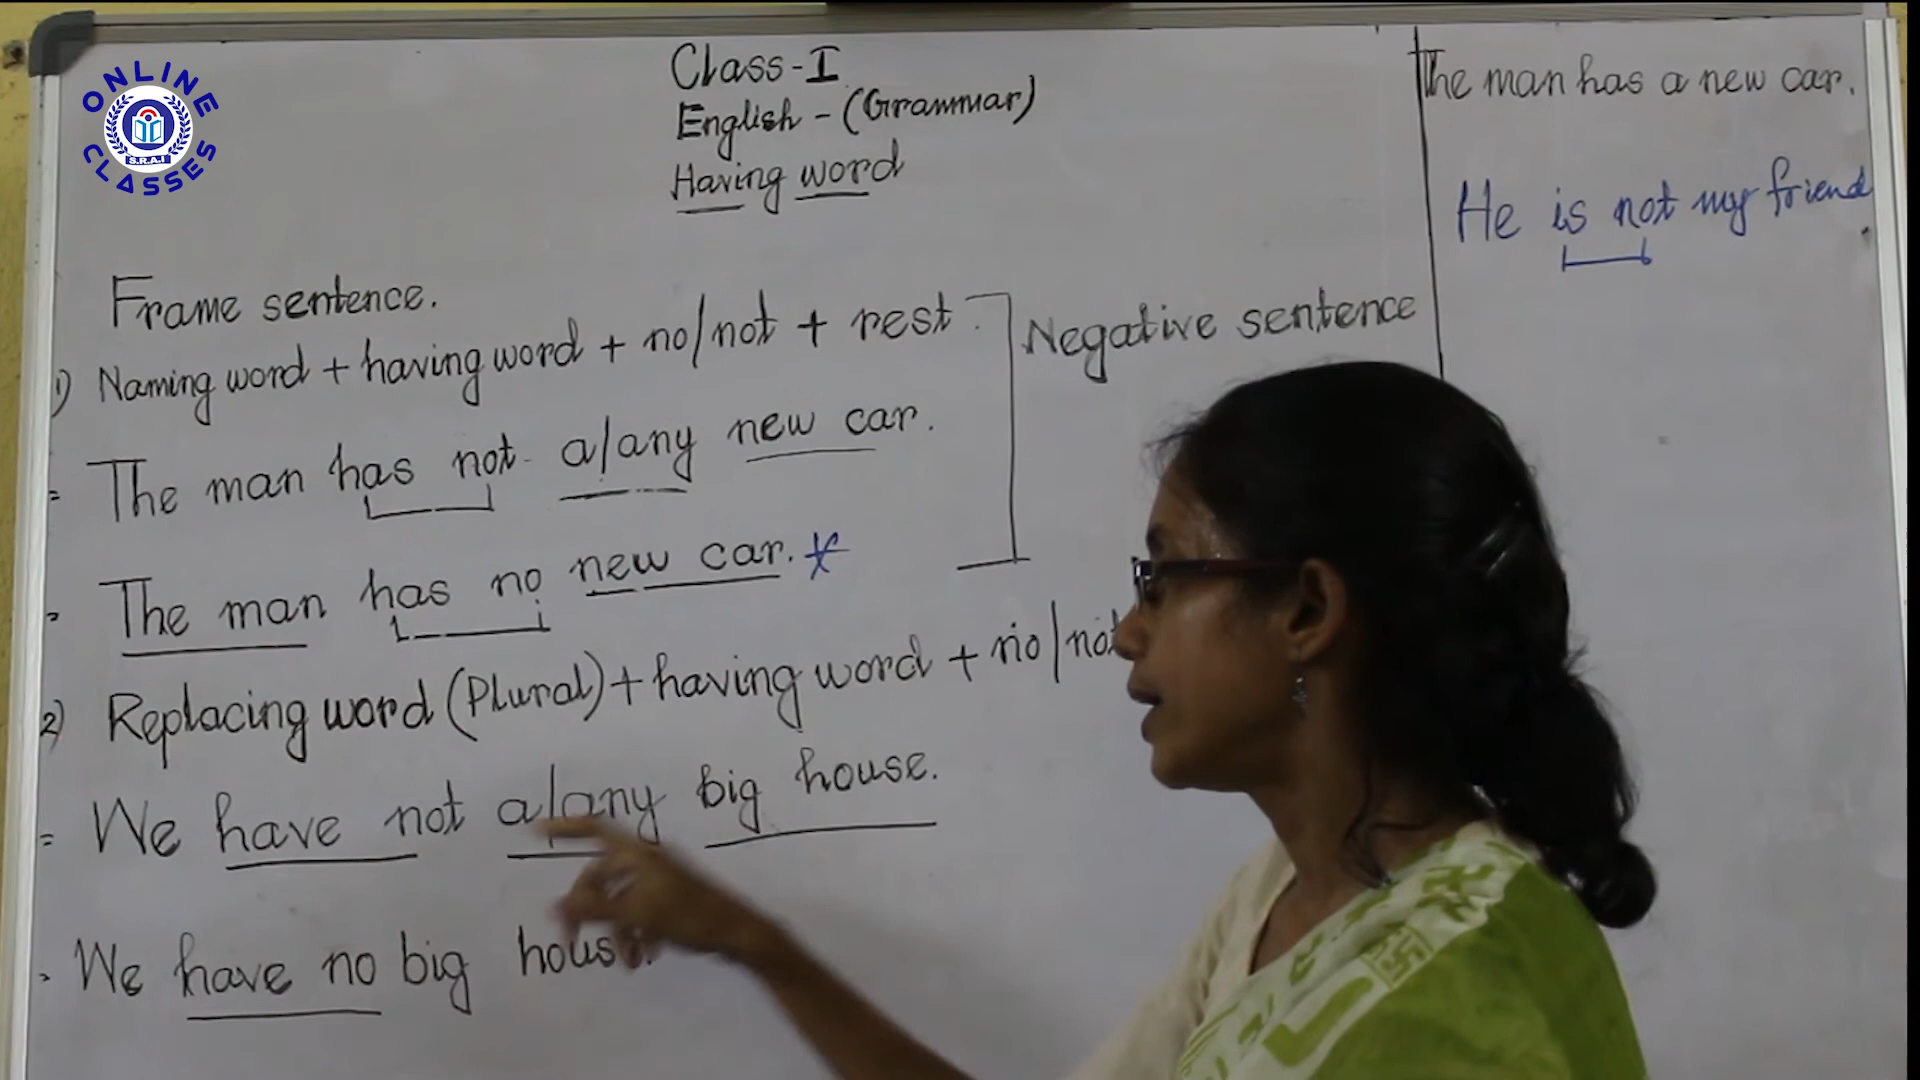 ONLINE CLASSES
S.R.A.I
Class-I
English - (Grammar)
Having word
Frame sentence.
1) Naming word + having word + no/not + rest
Negative sentence
= The man has not a/any new car.
= The man has no new car.
2) Replacing word (Plural) + having word + no/not
= We have not a/any big house.
= We have no big house.
The man has a new car.
He is not my friend.